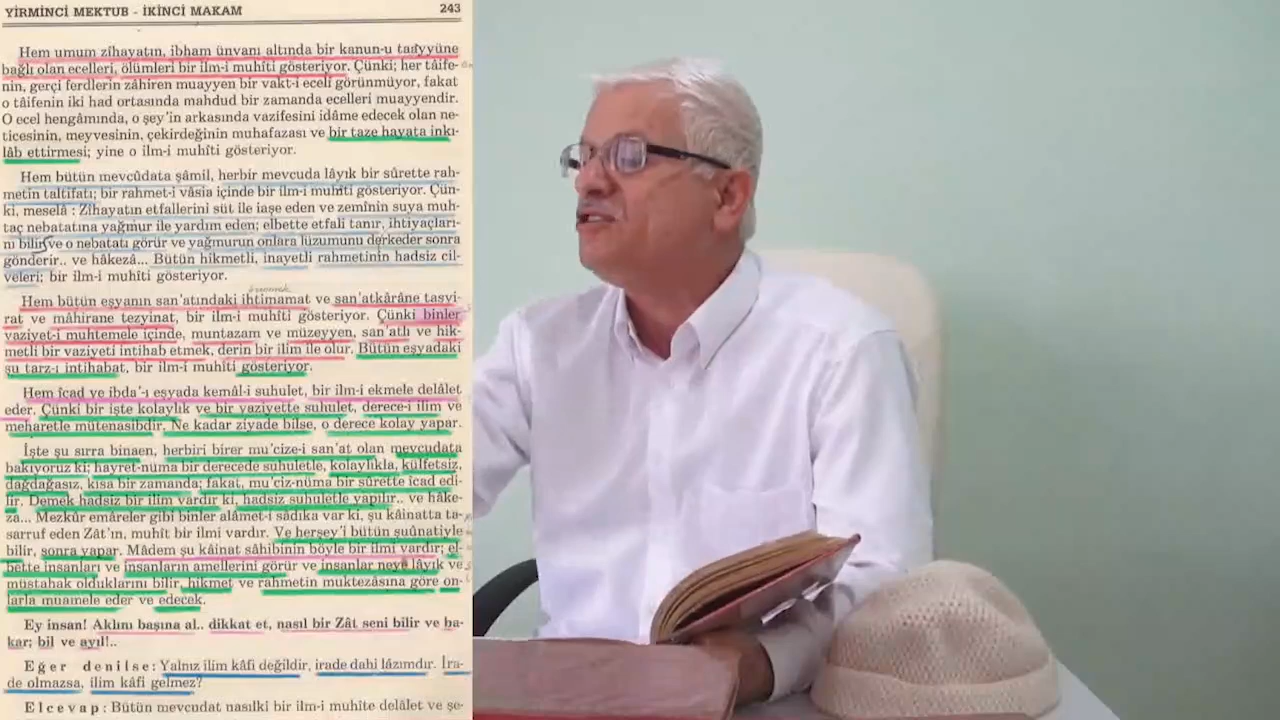 YİRMİNCİ MEKTUB - İKİNCİ MAKAM 243
Hem umum zîhayatın, ibham ünvanı altında bir kanun-u taayyüne
bağlı olan ecelleri, ölümleri bir ilm-i muhîti gösteriyor. Çünki; her tâife-
nin, gerçi ferdlerin zâhiren muayyen bir vakt-i eceli görünmüyor, fakat
o tâifenin iki had ortasında mahdud bir zamanda ecelleri muayyendir.
O ecel hengâmında, o şey'in arkasında vazifesini idâme edecek olan ne-
ticesinin, meyvesinin, çekirdeğinin muhafazası ve bir taze hayata inkı-
lâb ettirmesi; yine o ilm-i muhîti gösteriyor.
Hem bütün mevcûdata şâmil, herbir mevcuda lâyık bir sûrette rah-
metin taltifatı; bir rahmet-i vâsia içinde bir ilm-i muhîti gösteriyor. Çün-
ki, meselâ : Zîhayatın etfallerini süt ile iaşe eden ve zemînin suya muh-
taç nebatatına yağmur ile yardım eden; elbette etfali tanır, ihtiyaçları-
nı bilir ve o nebatatı görür ve yağmurun onlara lüzumunu derkeder sonra
gönderir.. ve hâkezâ... Bütün hikmetli, inayetli rahmetinin hadsiz cil-
veleri; bir ilm-i muhîti gösteriyor.
Hem bütün eşyanın san'atındaki ihtimamat ve san'atkârâne tasvi-
rat ve mâhirane tezyinat, bir ilm-i muhîti gösteriyor. Çünki binler
vaziyet-i muhtemele içinde, muntazam ve müzeyyen, san'atlı ve hik-
metli bir vaziyeti intihab etmek, derin bir ilim ile olur. Bütün eşyadaki
şu tarz-ı intihabat, bir ilm-i muhîti gösteriyor.
Hem îcad ve ibda'-ı eşyada kemâl-i suhulet, bir ilm-i ekmele delâlet
eder. Çünki bir işte kolaylık ve bir vaziyette suhulet, derece-i ilim ve
meharetle mütenasibdir. Ne kadar ziyade bilse, o derece kolay yapar.
İşte şu sırra binaen, herbiri birer mu'cize-i san'at olan mevcudata
bakıyoruz ki; hayret-nüma bir derecede suhuletle, kolaylıkla, külfetsiz,
dağdağasız, kısa bir zamanda; fakat, mu'ciz-nüma bir sûrette îcad edi-
lir. Demek hadsiz bir ilim vardır ki, hadsiz suhuletle yapılır.. ve hâke-
zâ... Mezkûr emâreler gibi binler alâmet-i sâdıka var ki, şu kâinatta ta-
sarruf eden Zât'ın, muhît bir ilmi vardır. Ve herşey'i bütün şuûnatiyle
bilir, sonra yapar. Mâdem şu kâinat sâhibinin böyle bir ilmi vardır; el-
bette insanları ve insanların amellerini görür ve insanlar neye lâyık ve
müstahak olduklarını bilir, hikmet ve rahmetin muktezâsına göre on-
larla muamele eder ve edecek.
Ey insan! Aklını başına al.. dikkat et, nasıl bir Zât seni bilir ve ba-
kar; bil ve ayıl!..
Eğer denilse: Yalnız ilim kâfi değildir, irade dahi lâzımdır. İra-
de olmazsa, ilim kâfi gelmez?
Elcevap: Bütün mevcudat nasılki bir ilm-i muhîte delâlet ve şe-